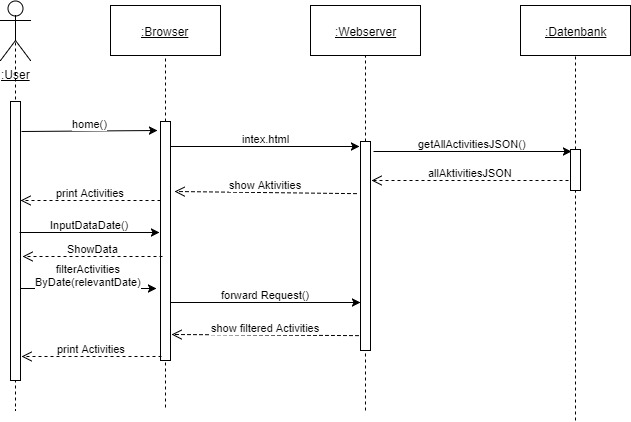 :User
:Browser
:Webserver
:Datenbank
home()
intex.html
getAllActivitiesJSON()
allAktivitiesJSON
show Aktivities
print Activities
InputDataDate()
ShowData
filterActivities
ByDate(relevantDate)
forward Request()
show filtered Activities
print Activities